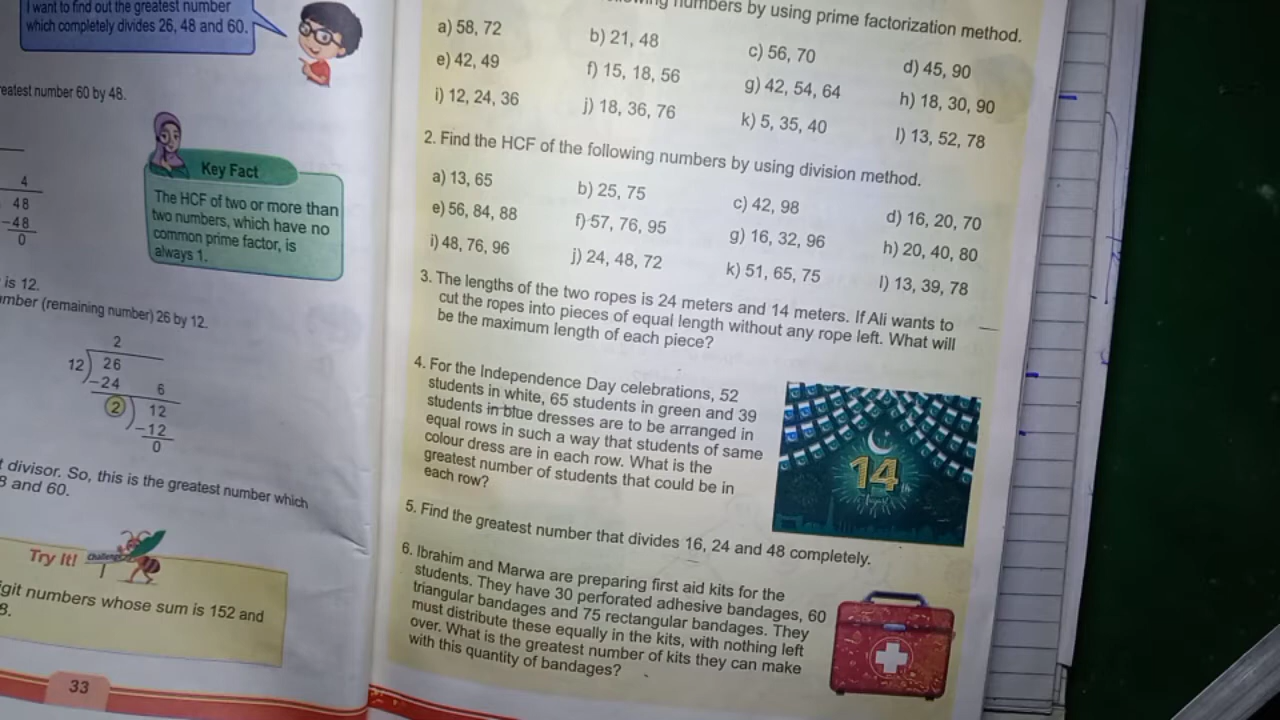 I want to find out the greatest number
which completely divides 26, 48 and 60.
greatest number 60 by 48.
4
48
-48
0
Key Fact
The HCF of two or more than
two numbers, which have no
common prime factor, is
always 1.
is 12.
number (remaining number) 26 by 12.
2
12 26
-24 6
2 12
-12
0
divisor. So, this is the greatest number which
8 and 60.
Try It!
Challenge
digit numbers whose sum is 152 and
8.
33
numbers by using prime factorization method.
a) 58, 72 b) 21, 48 c) 56, 70 d) 45, 90
e) 42, 49 f) 15, 18, 56 g) 42, 54, 64 h) 18, 30, 90
i) 12, 24, 36 j) 18, 36, 76 k) 5, 35, 40 l) 13, 52, 78
2. Find the HCF of the following numbers by using division method.
a) 13, 65 b) 25, 75 c) 42, 98 d) 16, 20, 70
e) 56, 84, 88 f) 57, 76, 95 g) 16, 32, 96 h) 20, 40, 80
i) 48, 76, 96 j) 24, 48, 72 k) 51, 65, 75 l) 13, 39, 78
3. The lengths of the two ropes is 24 meters and 14 meters. If Ali wants to
cut the ropes into pieces of equal length without any rope left. What will
be the maximum length of each piece?
4. For the Independence Day celebrations, 52
students in white, 65 students in green and 39
students in blue dresses are to be arranged in
equal rows in such a way that students of same
colour dress are in each row. What is the
greatest number of students that could be in
each row?
14
5. Find the greatest number that divides 16, 24 and 48 completely.
6. Ibrahim and Marwa are preparing first aid kits for the
students. They have 30 perforated adhesive bandages, 60
triangular bandages and 75 rectangular bandages. They
must distribute these equally in the kits, with nothing left
over. What is the greatest number of kits they can make
with this quantity of bandages?